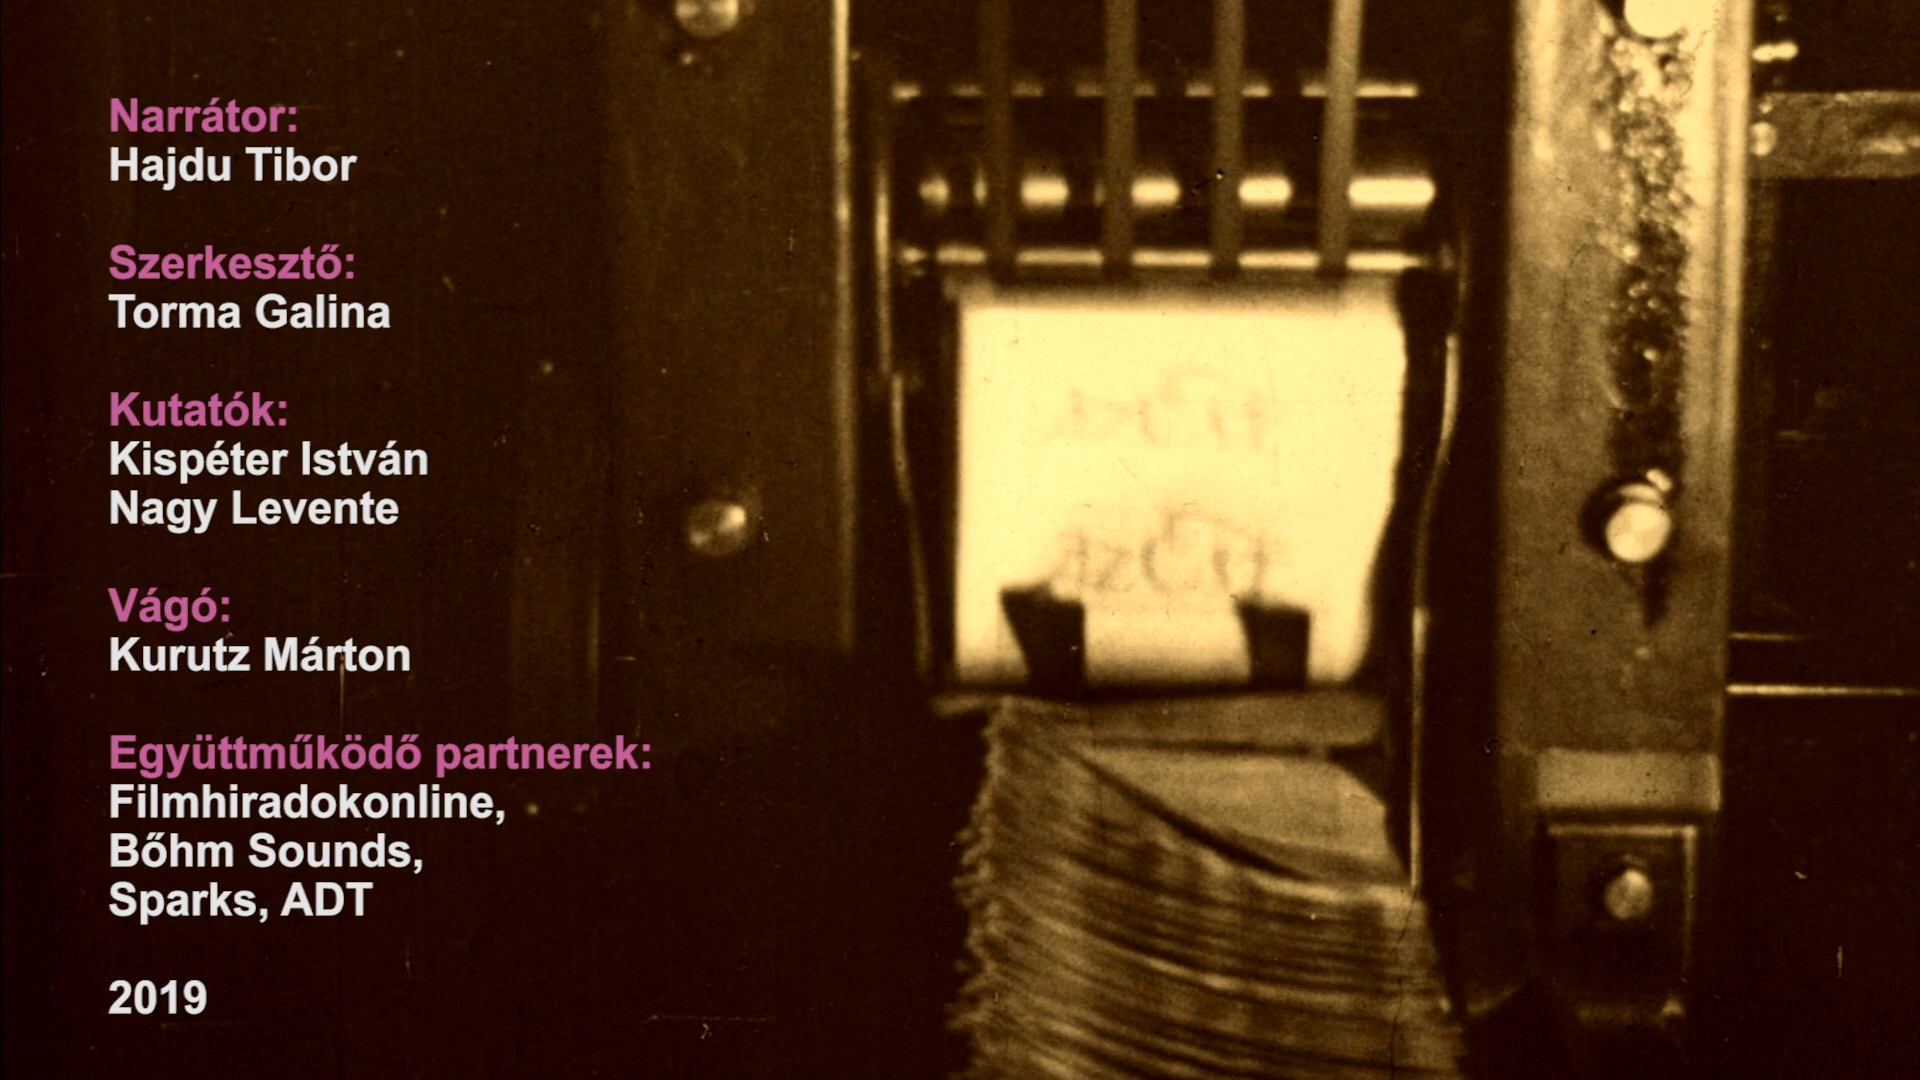 Narrátor:
Hajdu Tibor
Szerkesztő:
Torma Galina
Kutatók:
Kispéter István
Nagy Levente
Vágó:
Kurutz Márton
Együttműködő partnerek:
Filmhiradokonline,
Bőhm Sounds,
Sparks, ADT
2019